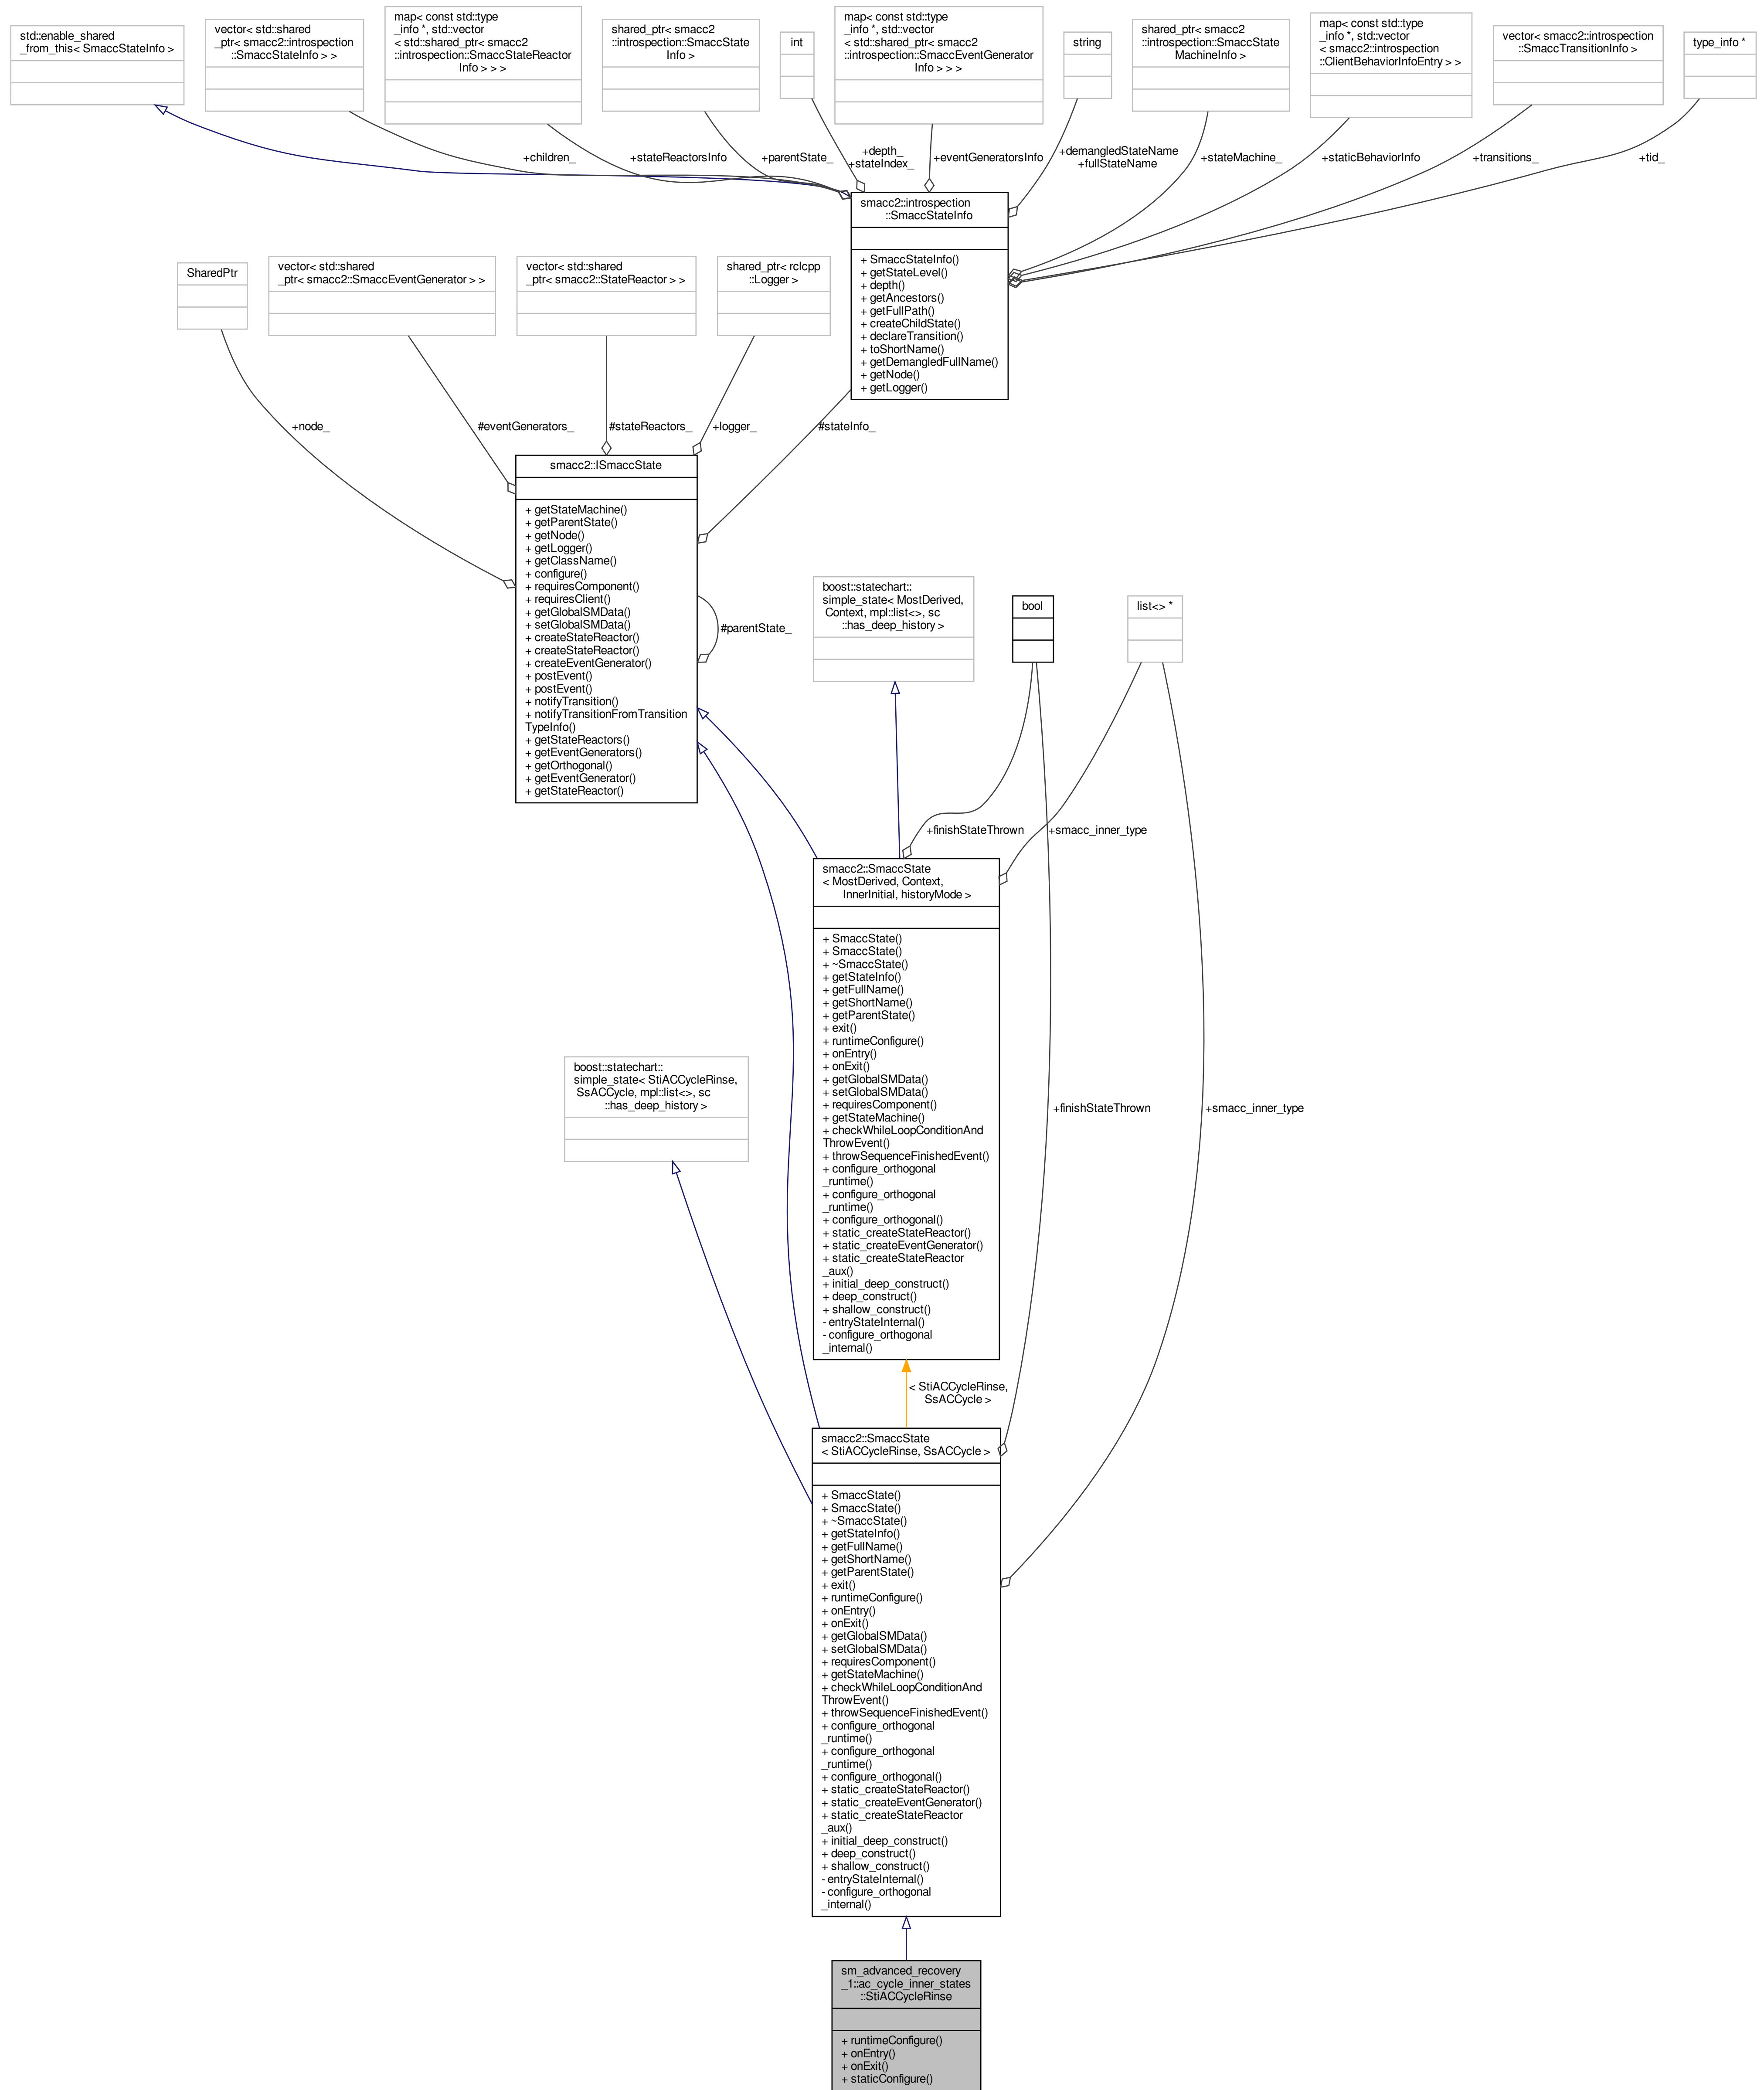 std::enable_shared
_from_this< SmaccStateInfo >
vector< std::shared
_ptr< smacc2::introspection
::SmaccStateInfo > >
map< const std::type
_info *, std::vector
< std::shared_ptr< smacc2
::introspection::SmaccStateReactor
Info > > >
shared_ptr< smacc2
::introspection::SmaccState
Info >
int
map< const std::type
_info *, std::vector
< std::shared_ptr< smacc2
::introspection::SmaccEventGenerator
Info > > >
string
shared_ptr< smacc2
::introspection::SmaccState
MachineInfo >
map< const std::type
_info *, std::vector
< smacc2::introspection
::ClientBehaviorInfoEntry > >
vector< smacc2::introspection
::SmaccTransitionInfo >
type_info *
+children_
+stateReactorsInfo
+parentState_
+depth_
+stateIndex_
+eventGeneratorsInfo
+demangledStateName
+fullStateName
+stateMachine_
+staticBehaviorInfo
+transitions_
+tid_
smacc2::introspection
::SmaccStateInfo
+ SmaccStateInfo()
+ getStateLevel()
+ depth()
+ getAncestors()
+ getFullPath()
+ createChildState()
+ declareTransition()
+ toShortName()
+ getDemangledFullName()
+ getNode()
+ getLogger()
SharedPtr
vector< std::shared
_ptr< smacc2::SmaccEventGenerator > >
vector< std::shared
_ptr< smacc2::StateReactor > >
shared_ptr< rclcpp
::Logger >
+node_
#eventGenerators_
#stateReactors_
+logger_
#stateInfo_
smacc2::ISmaccState
+ getStateMachine()
+ getParentState()
+ getNode()
+ getLogger()
+ getClassName()
+ configure()
+ requiresComponent()
+ requiresClient()
+ getGlobalSMData()
+ setGlobalSMData()
+ createStateReactor()
+ createStateReactor()
+ createEventGenerator()
+ postEvent()
+ postEvent()
+ notifyTransition()
+ notifyTransitionFromTransition
TypeInfo()
+ getStateReactors()
+ getEventGenerators()
+ getOrthogonal()
+ getEventGenerator()
+ getStateReactor()
#parentState_
boost::statechart::
simple_state< MostDerived,
Context, mpl::list<>, sc
::has_deep_history >
bool
list<> *
+finishStateThrown
+smacc_inner_type
smacc2::SmaccState
< MostDerived, Context,
InnerInitial, historyMode >
+ SmaccState()
+ SmaccState()
+ ~SmaccState()
+ getStateInfo()
+ getFullName()
+ getShortName()
+ getParentState()
+ exit()
+ runtimeConfigure()
+ onEntry()
+ onExit()
+ getGlobalSMData()
+ setGlobalSMData()
+ requiresComponent()
+ getStateMachine()
+ checkWhileLoopConditionAnd
ThrowEvent()
+ throwSequenceFinishedEvent()
+ configure_orthogonal
_runtime()
+ configure_orthogonal
_runtime()
+ configure_orthogonal()
+ static_createStateReactor()
+ static_createEventGenerator()
+ static_createStateReactor
_aux()
+ initial_deep_construct()
+ deep_construct()
+ shallow_construct()
- entryStateInternal()
- configure_orthogonal
_internal()
boost::statechart::
simple_state< StiACCycleRinse,
SsACCycle, mpl::list<>, sc
::has_deep_history >
+finishStateThrown
+smacc_inner_type
< StiACCycleRinse,
SsACCycle >
smacc2::SmaccState
< StiACCycleRinse, SsACCycle >
+ SmaccState()
+ SmaccState()
+ ~SmaccState()
+ getStateInfo()
+ getFullName()
+ getShortName()
+ getParentState()
+ exit()
+ runtimeConfigure()
+ onEntry()
+ onExit()
+ getGlobalSMData()
+ setGlobalSMData()
+ requiresComponent()
+ getStateMachine()
+ checkWhileLoopConditionAnd
ThrowEvent()
+ throwSequenceFinishedEvent()
+ configure_orthogonal
_runtime()
+ configure_orthogonal
_runtime()
+ configure_orthogonal()
+ static_createStateReactor()
+ static_createEventGenerator()
+ static_createStateReactor
_aux()
+ initial_deep_construct()
+ deep_construct()
+ shallow_construct()
- entryStateInternal()
- configure_orthogonal
_internal()
sm_advanced_recovery
_1::ac_cycle_inner_states
::StiACCycleRinse
+ runtimeConfigure()
+ onEntry()
+ onExit()
+ staticConfigure()